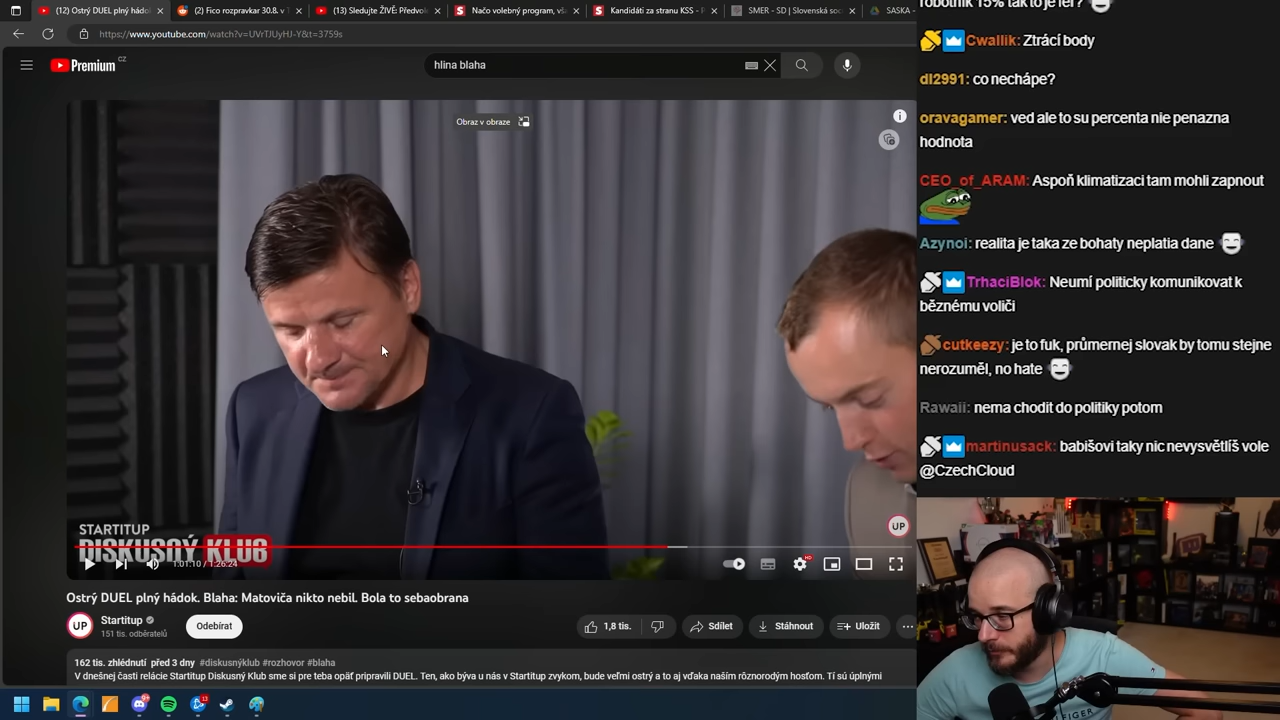 (12) Ostrý DUEL plný hádok
(2) Fico rozpravkar 30.8. v T
(13) Sledujte ŽIVĚ: Předvol
Načo volebný program, vša
Kandidáti za stranu KSS - P
SMER - SD | Slovenská soc
SASKA -
https://www.youtube.com/watch?v=UVrTJUyHJ-Y&t=3759s
Premium CZ
hlina blaha
Obraz v obraze
STARTITUP
DISKUSNÝ KLUB
UP
1:01:10 / 1:26:24
Ostrý DUEL plný hádok. Blaha: Matoviča nikto nebil. Bola to sebaobrana
UP
Startitup
151 tis. odběratelů
Odebírat
1,8 tis.
Sdílet
Stáhnout
Uložit
162 tis. zhlédnutí před 3 dny #diskusnýklub #rozhovor #blaha
V dnešnej časti relácie Startitup Diskusný Klub sme si pre teba opäť pripravili DUEL. Ten, ako býva u nás v Startitup zvykom, bude veľmi ostrý a to aj vďaka našim rôznorodým hosťom. Tí sú úplnými
robotnik 15% tak to je fer?
Cwallik: Ztrácí body
dl2991: co nechápe?
oravagamer: ved ale to su percenta nie penazna
hodnota
CEO_of_ARAM: Aspoň klimatizaci tam mohli zapnout
Azynoi: realita je taka ze bohaty neplatia dane
TrhaciBlok: Neumí politicky komunikovat k
běznému voliči
cutkeezy: je to fuk, průmernej slovak by tomu stejne
nerozuměl, no hate
Rawaii: nema chodit do politiky potom
martinusack: babišovi taky nic nevysvětlíš vole
@CzechCloud